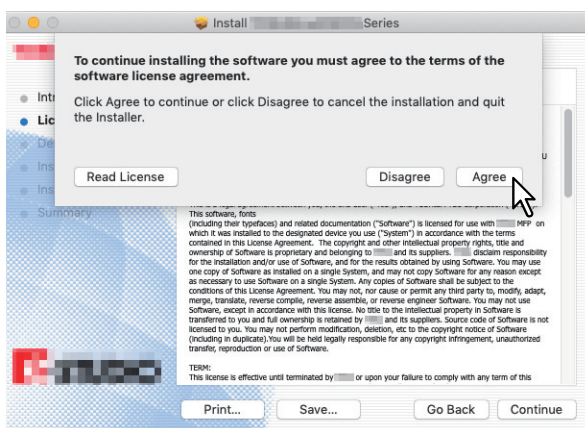 Install Series
To continue installing the software you must agree to the terms of the
software license agreement.
Click Agree to continue or click Disagree to cancel the installation and quit
the Installer.
Read License Disagree Agree
Summary
This software, fonts
(including their typefaces) and related documentation ("Software") is licensed for use with MFP on
which it was installed to the designated device you use ("System") in accordance with the terms
contained in this License Agreement. The copyright and other intellectual property rights, title and
ownership of Software is proprietary and belonging to and its suppliers. disclaim responsibility
for the installation and/or use of Software, and for the results obtained by using Software. You may use
one copy of Software as installed on a single System, and may not copy Software for any reason except
as necessary to use Software on a single System. Any copies of Software shall be subject to the
conditions of this License Agreement. You may not, nor cause or permit any third party to, modify, adapt,
merge, translate, reverse compile, reverse assemble, or reverse engineer Software. You may not use
Software, except in accordance with this license. No title to the intellectual property in Software is
transferred to you and full ownership is retained by and its suppliers. Source code of Software is not
licensed to you. You may not perform modification, deletion, etc to the copyright notice of Software
(including in duplicate).You will be held legally responsible for any copyright infringement, unauthorized
transfer, reproduction or use of Software.
TERM:
This license is effective until terminated by or upon your failure to comply with any term of this
Print... Save... Go Back Continue